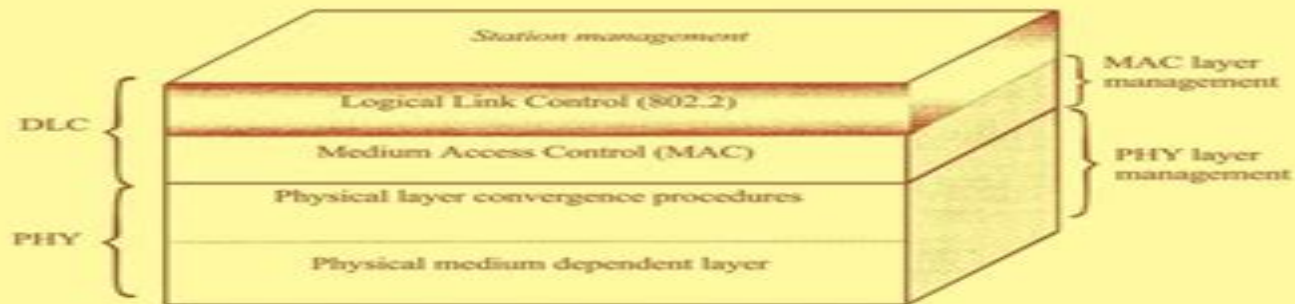 Station management
Logical Link Control (802.2)
MAC layer
management
DLC
Medium Access Control (MAC)
PHY layer
management
Physical layer convergence procedures
PHY
Physical medium dependent layer